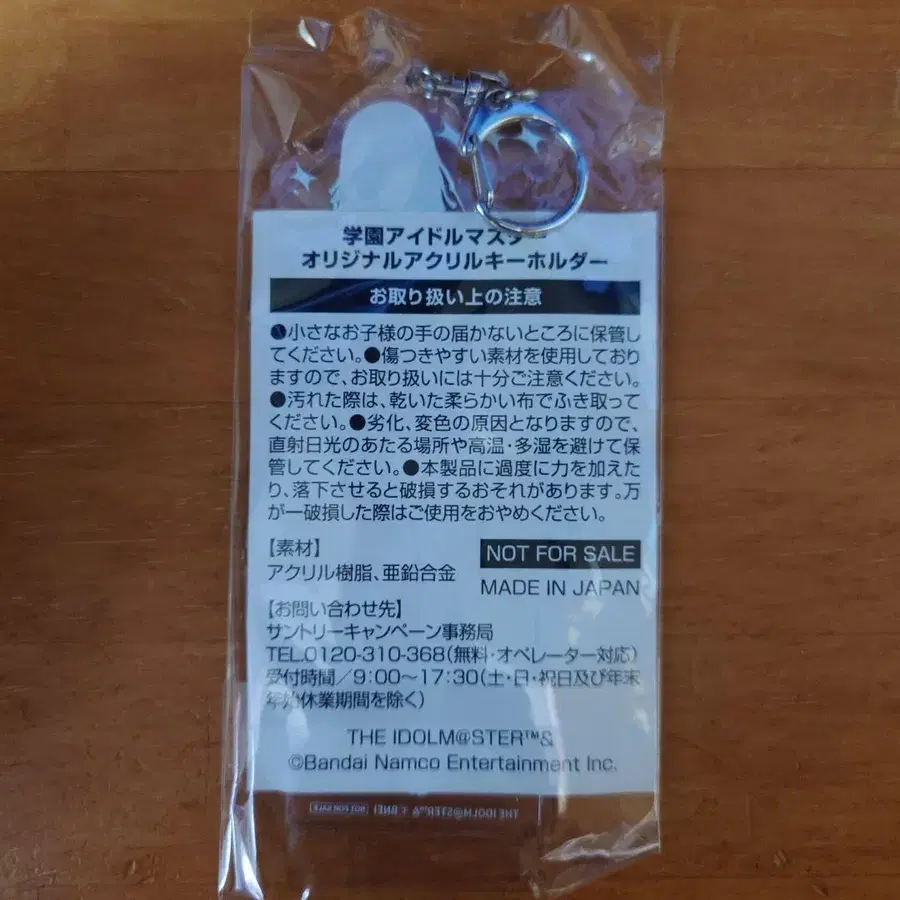 学園アイドルマスター
オリジナルアクリルキーホルダー
お取り扱い上の注意
●小さなお子様の手の届かないところに保管し
てください。●傷つきやすい素材を使用しており
ますので、お取り扱いには十分ご注意ください。
●汚れた際は、乾いた柔らかい布でふき取って
ください。●劣化、変色の原因となりますので、
直射日光のあたる場所や高温・多湿を避けて保
管してください。●本製品に過度に力を加えた
り、落下させると破損するおそれがあります。万
が一破損した際はご使用をおやめください。
【素材】
アクリル樹脂、亜鉛合金
NOT FOR SALE
MADE IN JAPAN
【お問い合わせ先】
サントリーキャンペーン事務局
TEL.0120-310-368(無料・オペレーター対応)
受付時間/9:00〜17:30(土・日・祝日及び年末
年始休業期間を除く)
THE IDOLM@STER™&
©Bandai Namco Entertainment Inc.
THE IDOLM@STER™& ©BNEI NOT FOR SALE